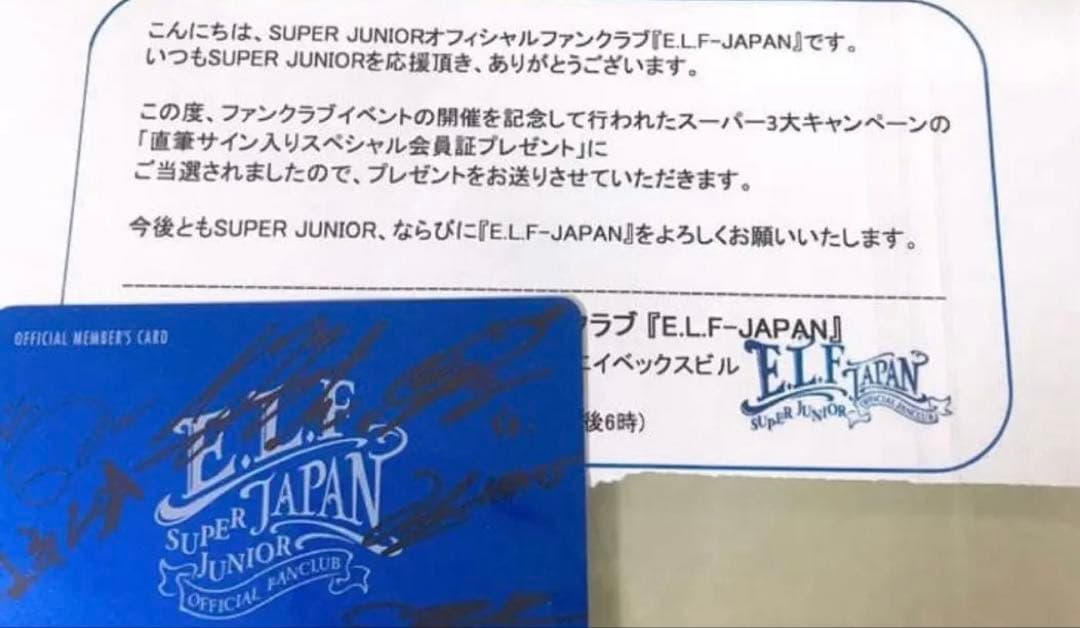 こんにちは、SUPER JUNIORオフィシャルファンクラブ『E.L.F-JAPAN』です。
いつもSUPER JUNIORを応援頂き、ありがとうございます。
この度、ファンクラブイベントの開催を記念して行われたスーパー3大キャンペーンの
「直筆サイン入りスペシャル会員証プレゼント」に
ご当選されましたので、プレゼントをお送りさせていただきます。
今後ともSUPER JUNIOR、ならびに『E.L.F-JAPAN』をよろしくお願いいたします。
クラブ『E.L.F-JAPAN』
エイベックスビル
後6時)
E.L.F JAPAN
SUPER JUNIOR
OFFICIAL FANCLUB
OFFICIAL MEMBER'S CARD
E.L.F
JAPAN
SUPER
JUNIOR
OFFICIAL FANCLUB